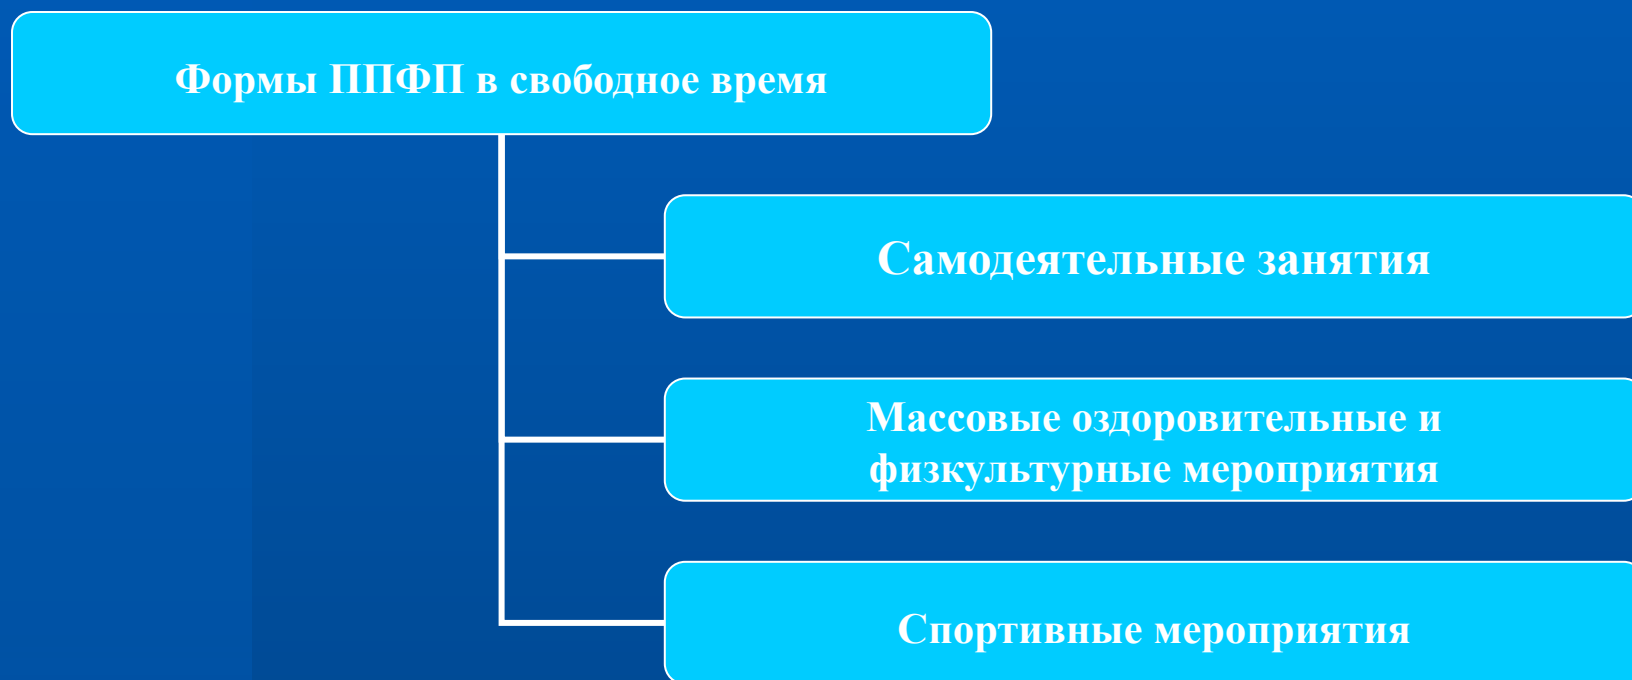 Формы ППФП в свободное время
Самодеятельные занятия
Массовые оздоровительные и
физкультурные мероприятия
Спортивные мероприятия